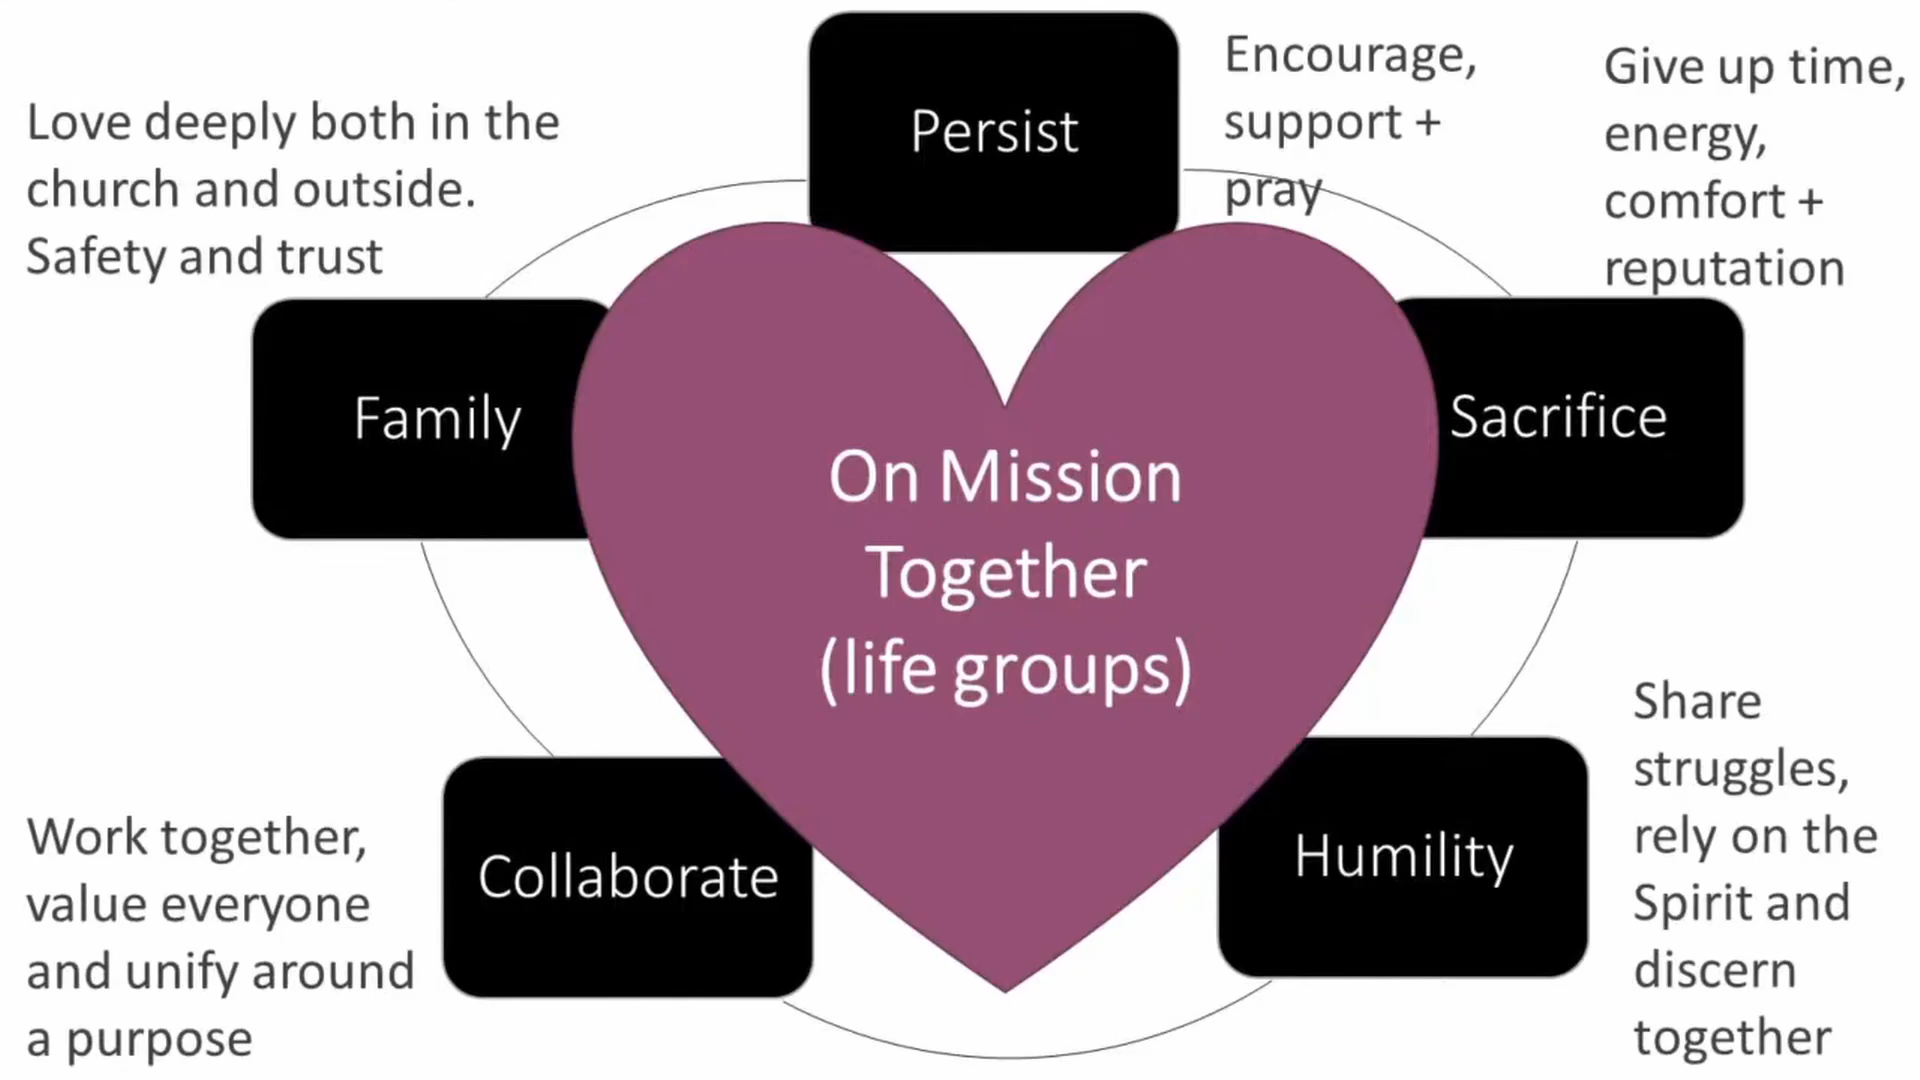 Persist
Encourage,
support +
pray
Give up time,
energy,
comfort +
reputation
Love deeply both in the
church and outside.
Safety and trust
Family
Sacrifice
On Mission
Together
(life groups)
Share
struggles,
rely on the
Spirit and
discern
together
Humility
Collaborate
Work together,
value everyone
and unify around
a purpose